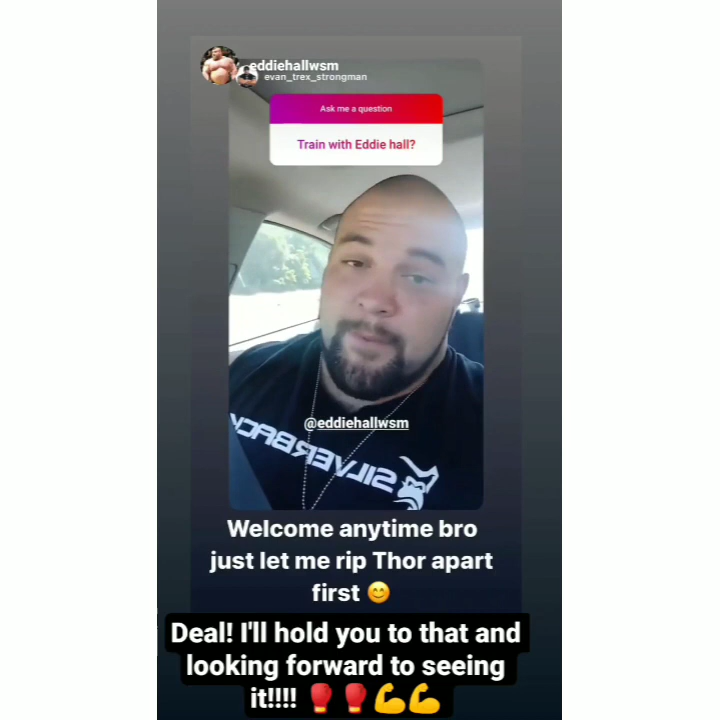 eddiehallwsm
evan_trex_strongman
Ask me a question
Train with Eddie hall?
@eddiehallwsm
SILVERBACK
Welcome anytime bro
just let me rip Thor apart
first 😊
Deal! I'll hold you to that and
looking forward to seeing
it!!!! 🥊🥊💪💪